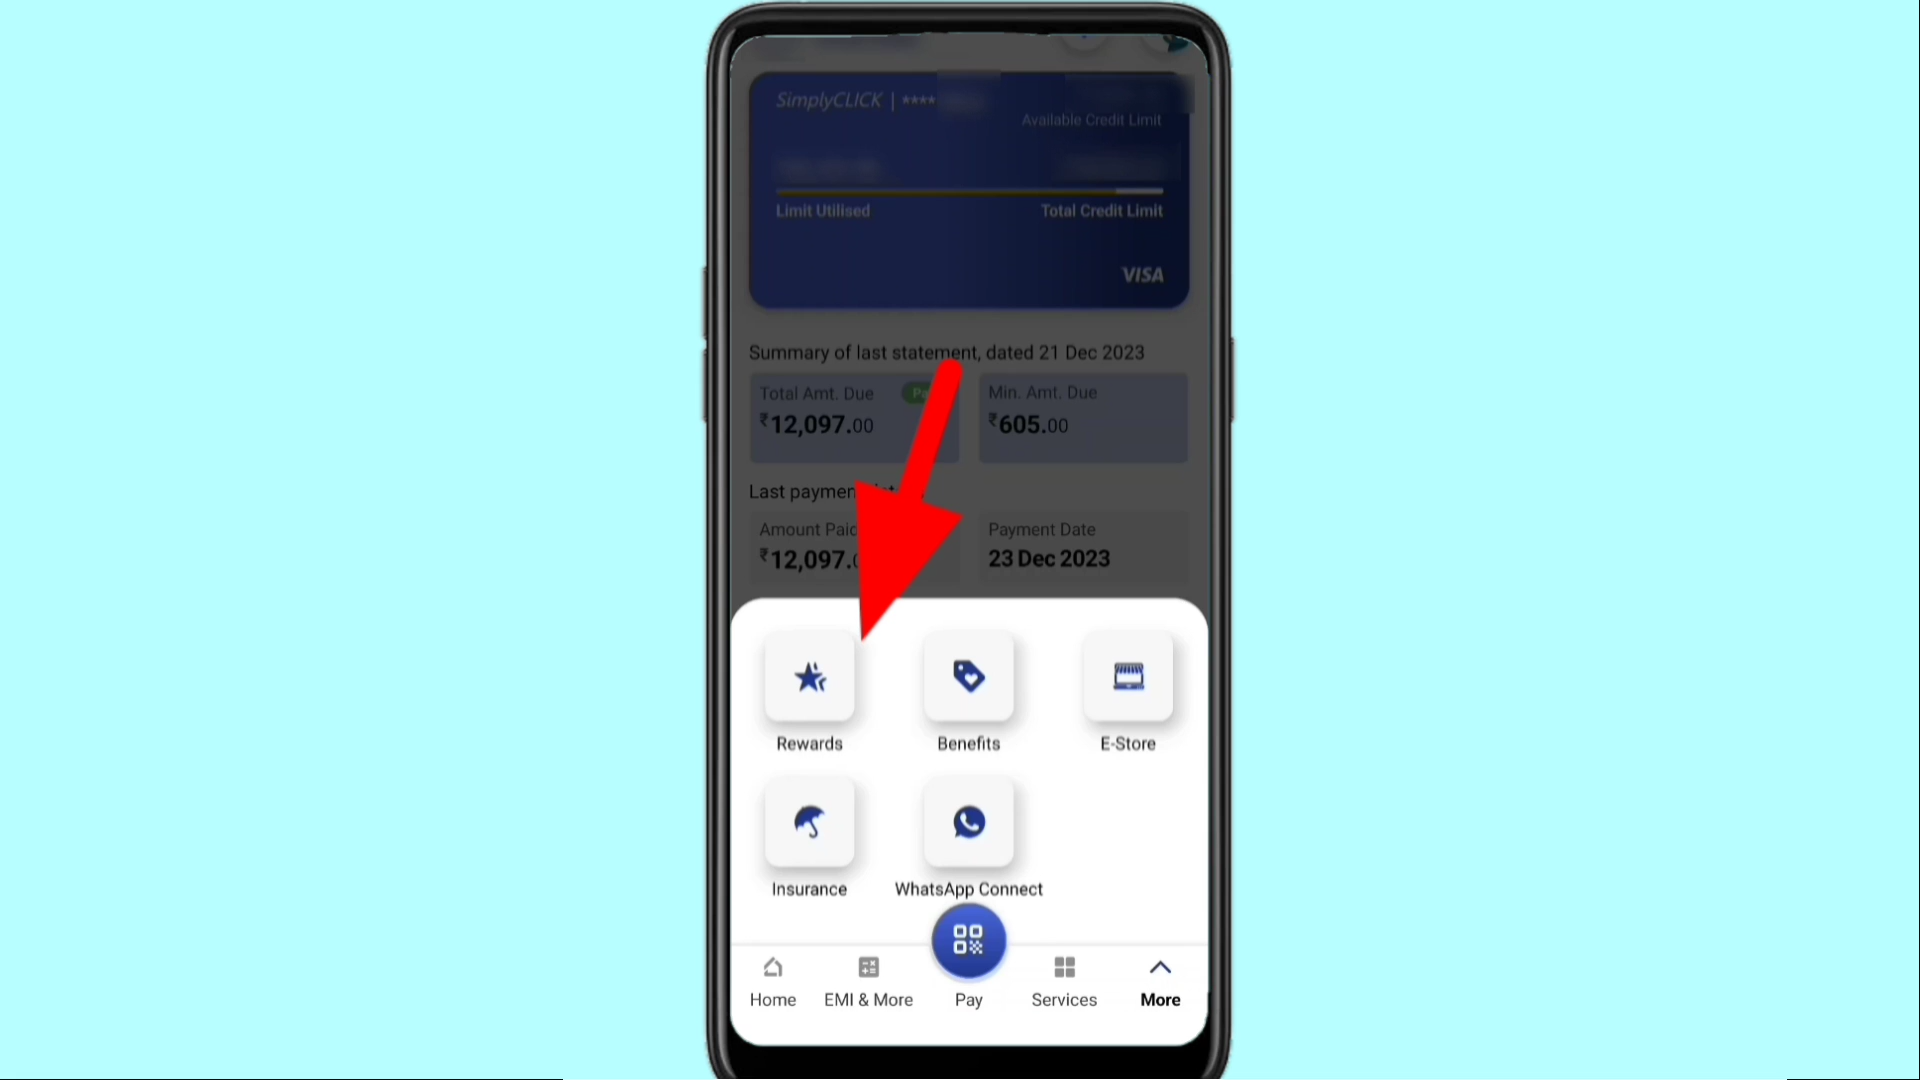 SimplyCLICK | ****
Available Credit Limit
Limit Utilised Total Credit Limit
VISA
Summary of last statement, dated 21 Dec 2023
Total Amt. Due Min. Amt. Due
₹12,097.00 ₹605.00
Last
Amount Paid Payment Date
₹12,097. 23 Dec 2023
Rewards Benefits E-Store
Insurance WhatsApp Connect
Home EMI & More Pay Services More